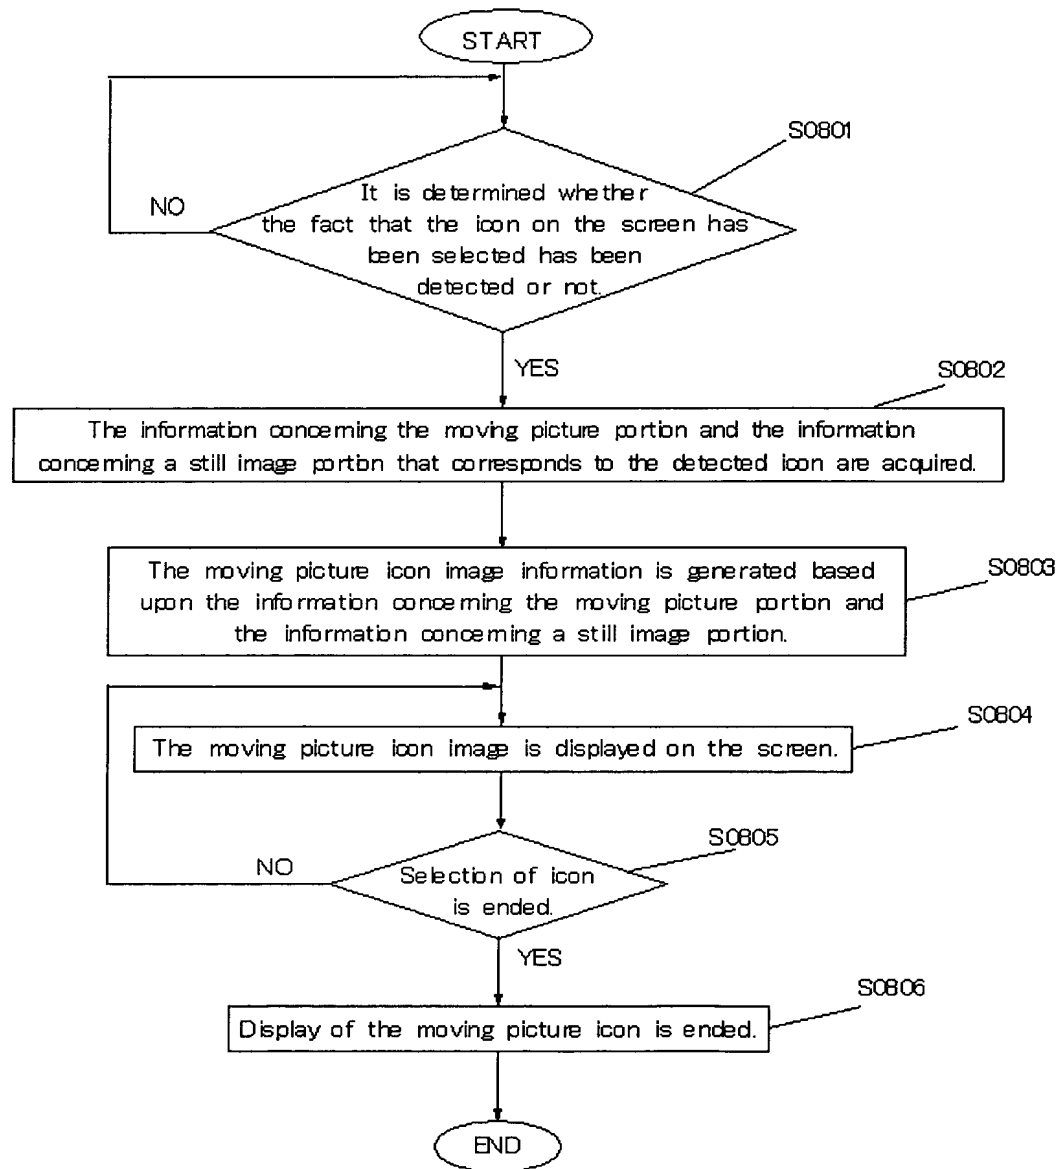 START
S0801
NO
It is determined whether
the fact that the icon on the screen has
been selected has been
detected or not.
YES
S0802
The information concerning the moving picture portion and the information
concerning a still image portion that corresponds to the detected icon are acquired.
The moving picture icon image information is generated based
upon the information concerning the moving picture portion and
the information concerning a still image portion.
S0803
S0804
The moving picture icon image is displayed on the screen.
S0805
NO
Selection of icon
is ended.
YES
S0806
Display of the moving picture icon is ended.
END